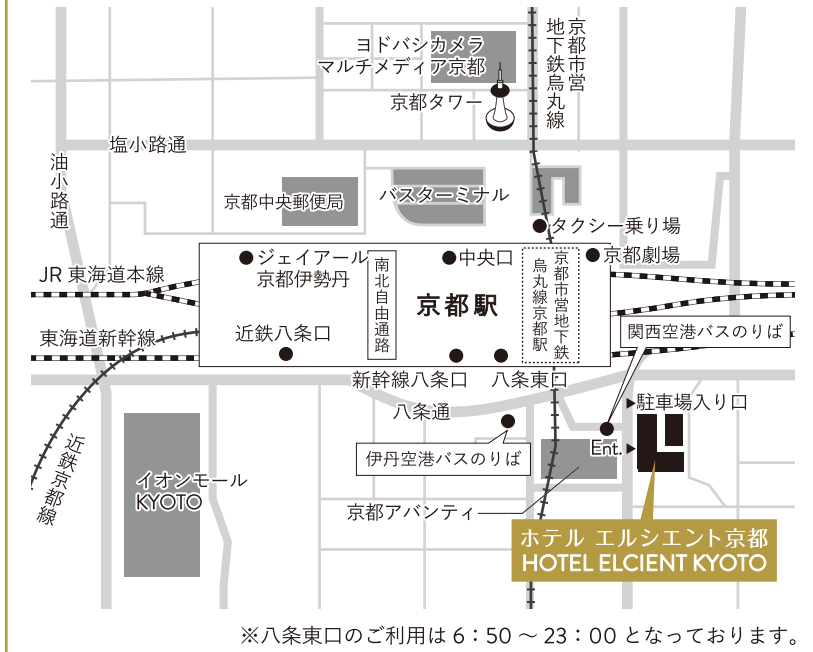 ヨドバシカメラ
マルチメディア京都
京都タワー
京都市営
地下鉄烏丸線
塩小路通
油小路通
京都中央郵便局
バスターミナル
タクシー乗り場
京都劇場
ジェイアール
京都伊勢丹
中央口
南北自由通路
京都駅
京都市営地下鉄
烏丸線京都駅
JR 東海道本線
東海道新幹線
近鉄八条口
新幹線八条口
八条東口
関西空港バスのりば
八条通
駐車場入り口
伊丹空港バスのりば
Ent.
近鉄京都線
イオンモール
KYOTO
京都アバンティ
ホテル エルシエント京都
HOTEL ELCIENT KYOTO
※八条東口のご利用は 6：50 ～ 23：00 となっております。